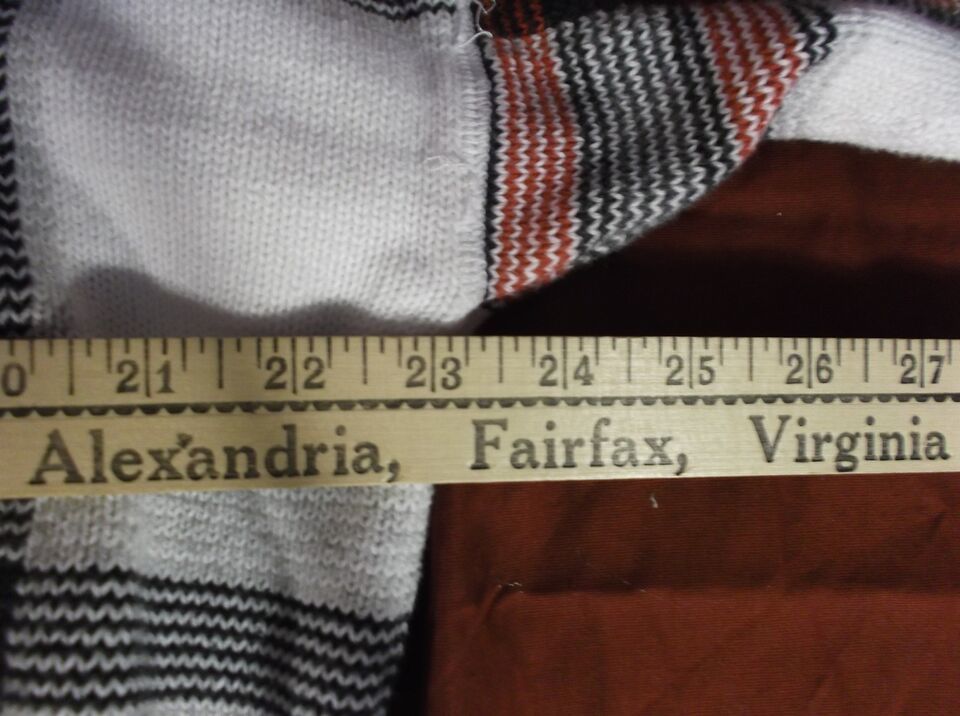 0 21 22 23 24 25 26 27
Alexandria, Fairfax, Virginia